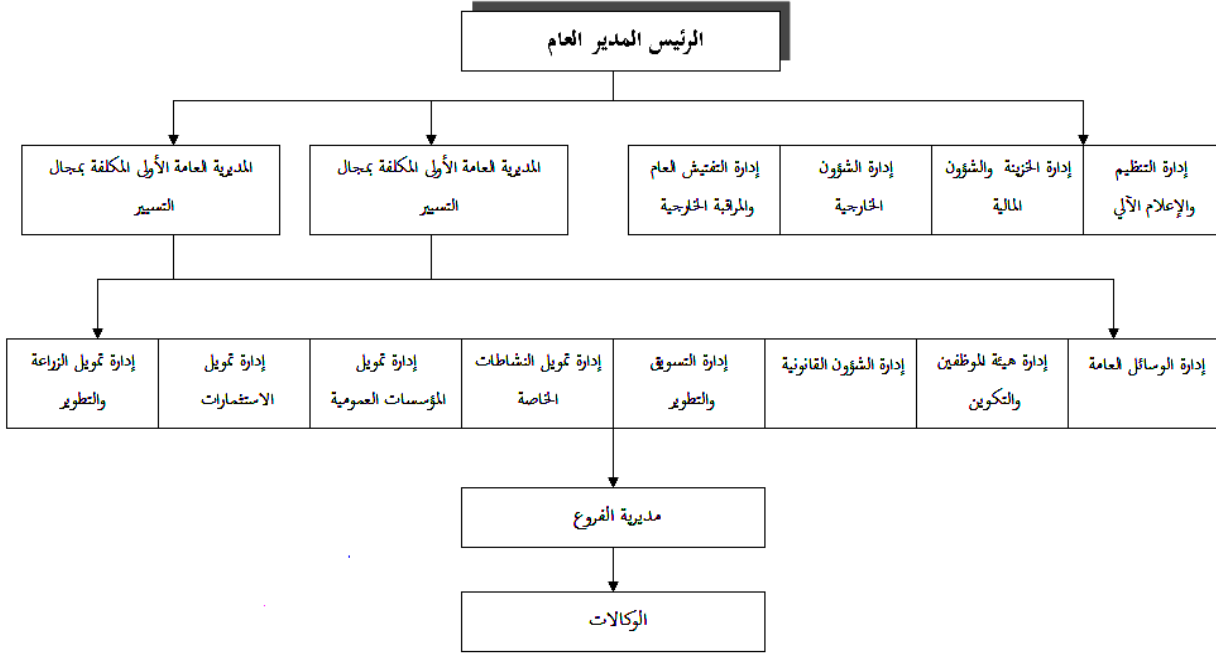 الرئيس المدير العام
إدارة التنظيم
والإعلام الآلي
إدارة الخزينة والشؤون
المالية
إدارة الشؤون
الخارجية
إدارة التفتيش العام
والمراقبة الخارجية
المديرية العامة الأولى المكلفة بمجال
التسيير
المديرية العامة الأولى المكلفة بمجال
التسيير
إدارة الوسائل العامة
إدارة هيئة الموظفين
والتكوين
إدارة الشؤون القانونية
إدارة التسويق
والتطوير
إدارة تمويل النشاطات
الخاصة
إدارة تمويل
المؤسسات العمومية
إدارة تمويل
الاستثمارات
إدارة تمويل الزراعة
والتطوير
مديرية الفروع
الوكالات